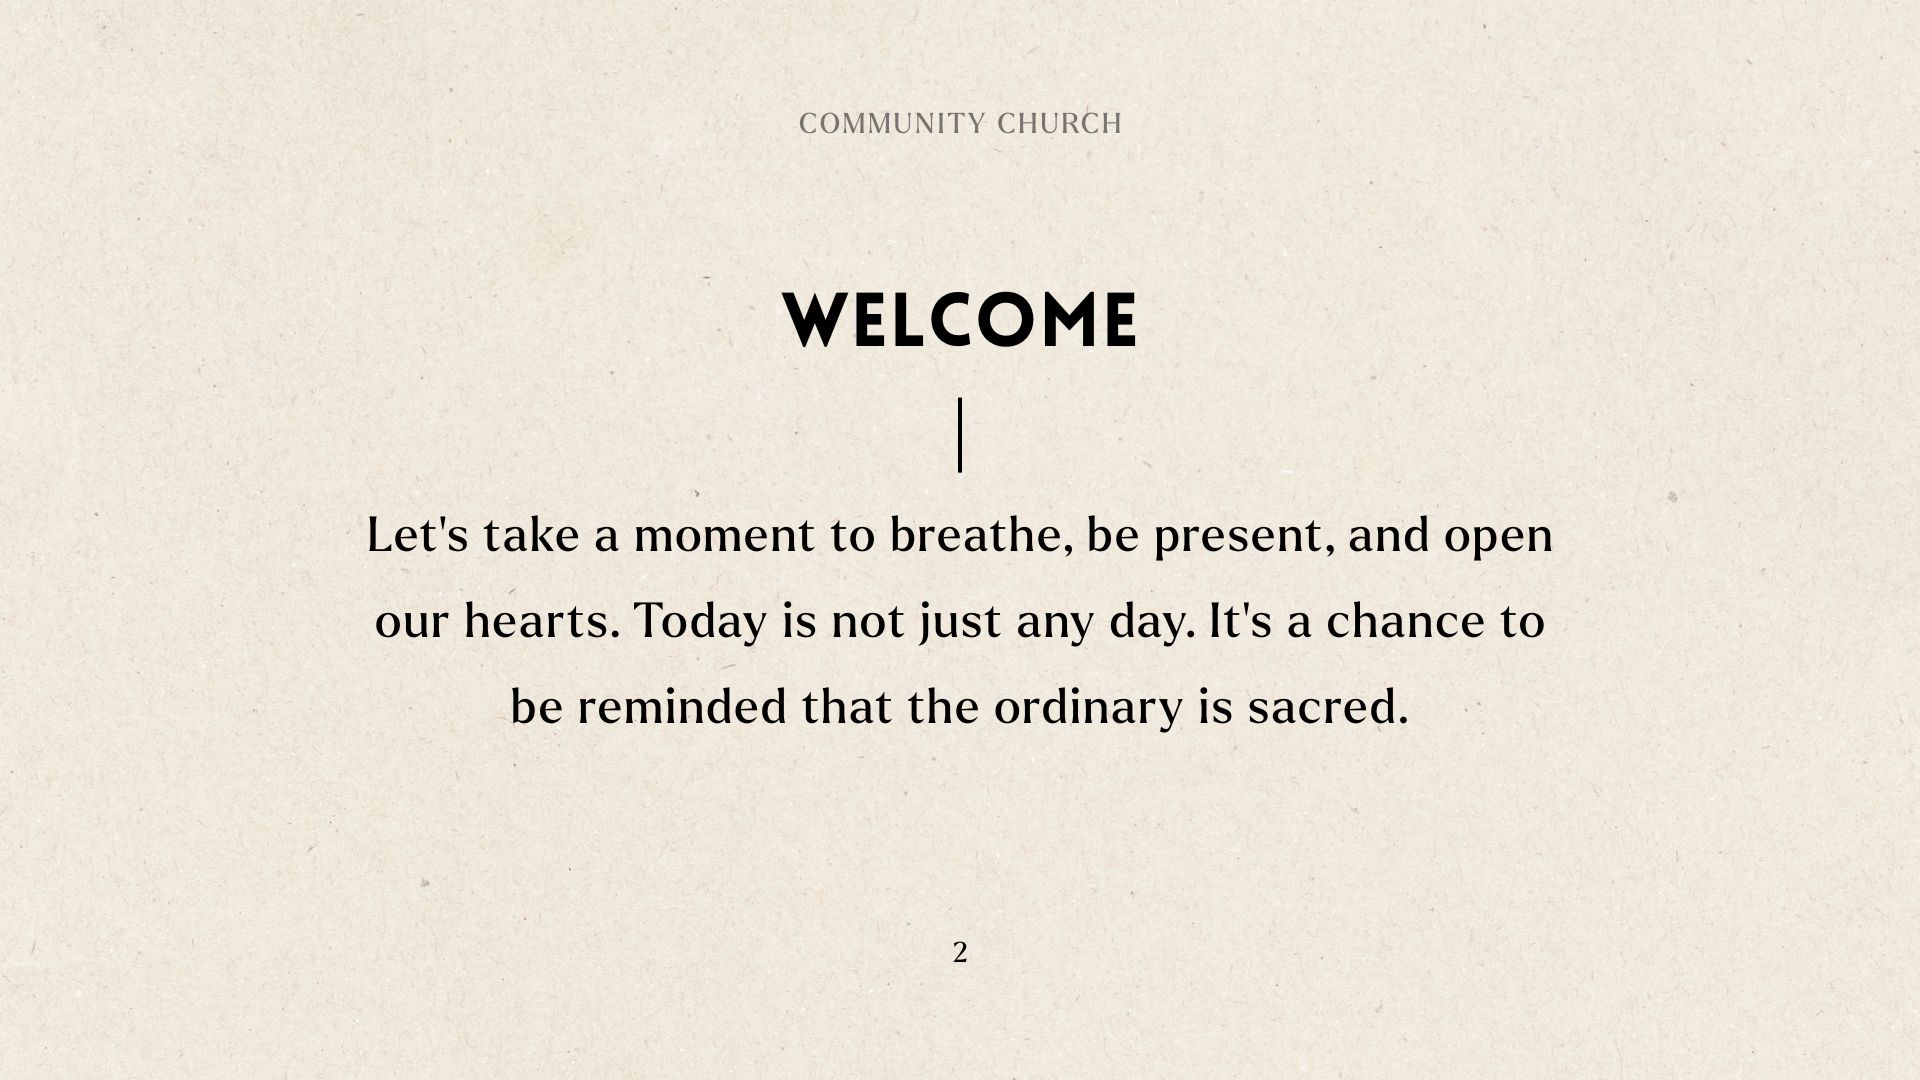 COMMUNITY CHURCH
WELCOME
Let's take a moment to breathe, be present, and open
our hearts. Today is not just any day. It's a chance to
be reminded that the ordinary is sacred.
2